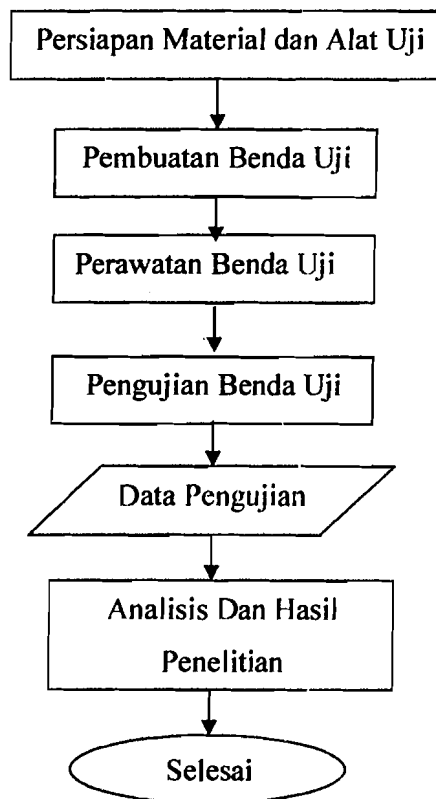 Persiapan Material dan Alat Uji
Pembuatan Benda Uji
Perawatan Benda Uji
Pengujian Benda Uji
Data Pengujian
Analisis Dan Hasil
Penelitian
Selesai